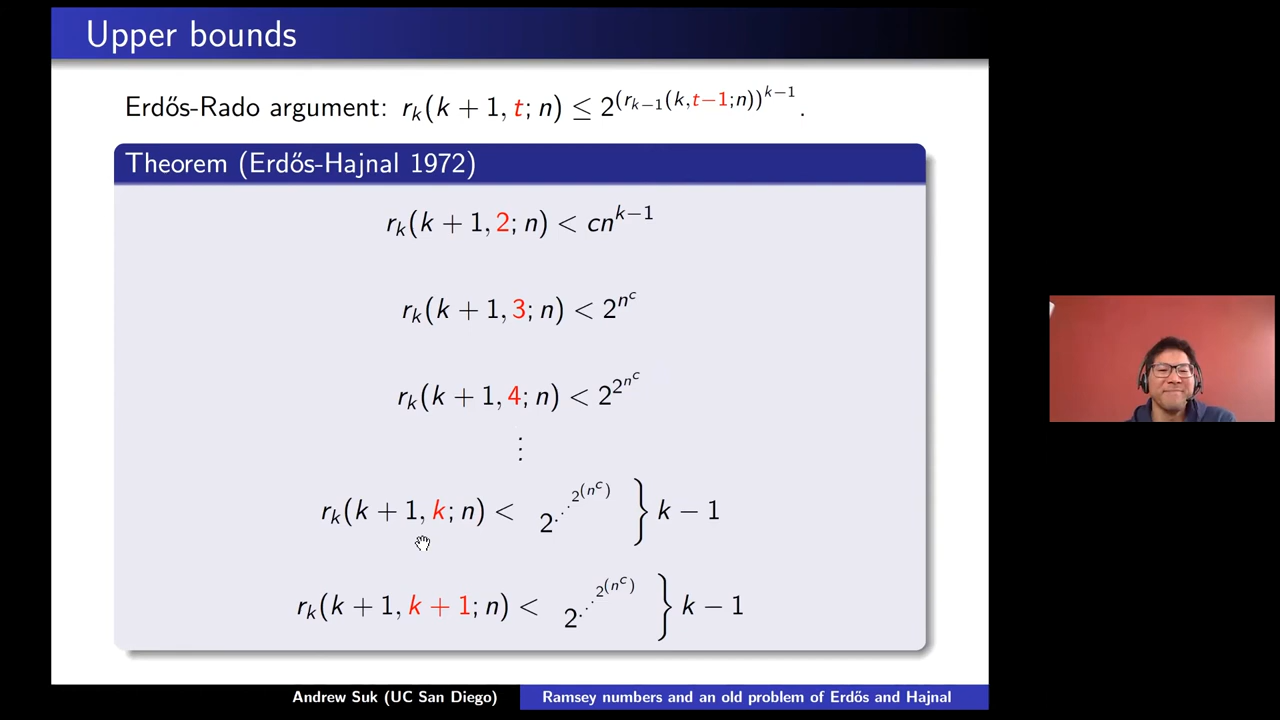 Upper bounds
Erdős-Rado argument: r_k(k + 1, t; n) ≤ 2^{(r_{k−1}(k,t−1;n))^{k−1}}.
Theorem (Erdős-Hajnal 1972)
r_k(k + 1, 2; n) < cn^{k−1}
r_k(k + 1, 3; n) < 2^{n^c}
r_k(k + 1, 4; n) < 2^{2^{n^c}}
⋮
r_k(k + 1, k; n) < 2^{⋰^{2^{(n^c)}}} } k − 1
r_k(k + 1, k + 1; n) < 2^{⋰^{2^{(n^c)}}} } k − 1
Andrew Suk (UC San Diego)
Ramsey numbers and an old problem of Erdős and Hajnal